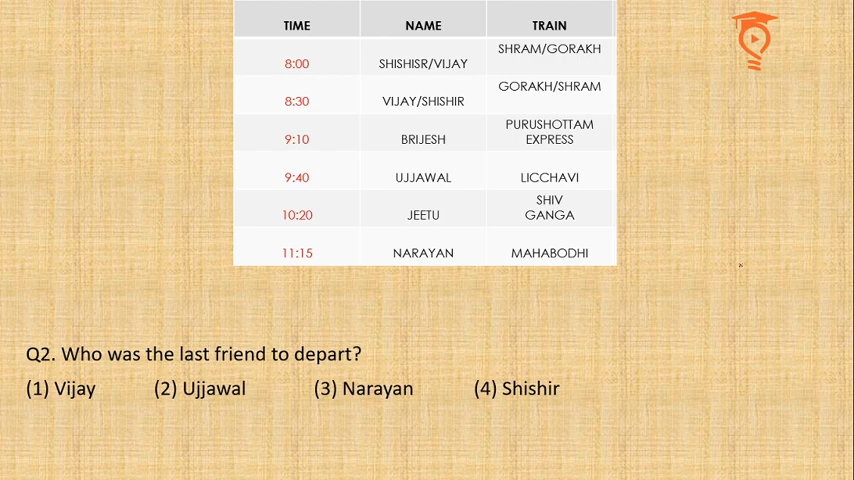 TIME NAME TRAIN
8:00 SHISHISR/VIJAY SHRAM/GORAKH
8:30 VIJAY/SHISHIR GORAKH/SHRAM
9:10 BRIJESH PURUSHOTTAM
EXPRESS
9:40 UJJAWAL LICCHAVI
10:20 JEETU SHIV
GANGA
11:15 NARAYAN MAHABODHI
Q2. Who was the last friend to depart?
(1) Vijay (2) Ujjawal (3) Narayan (4) Shishir